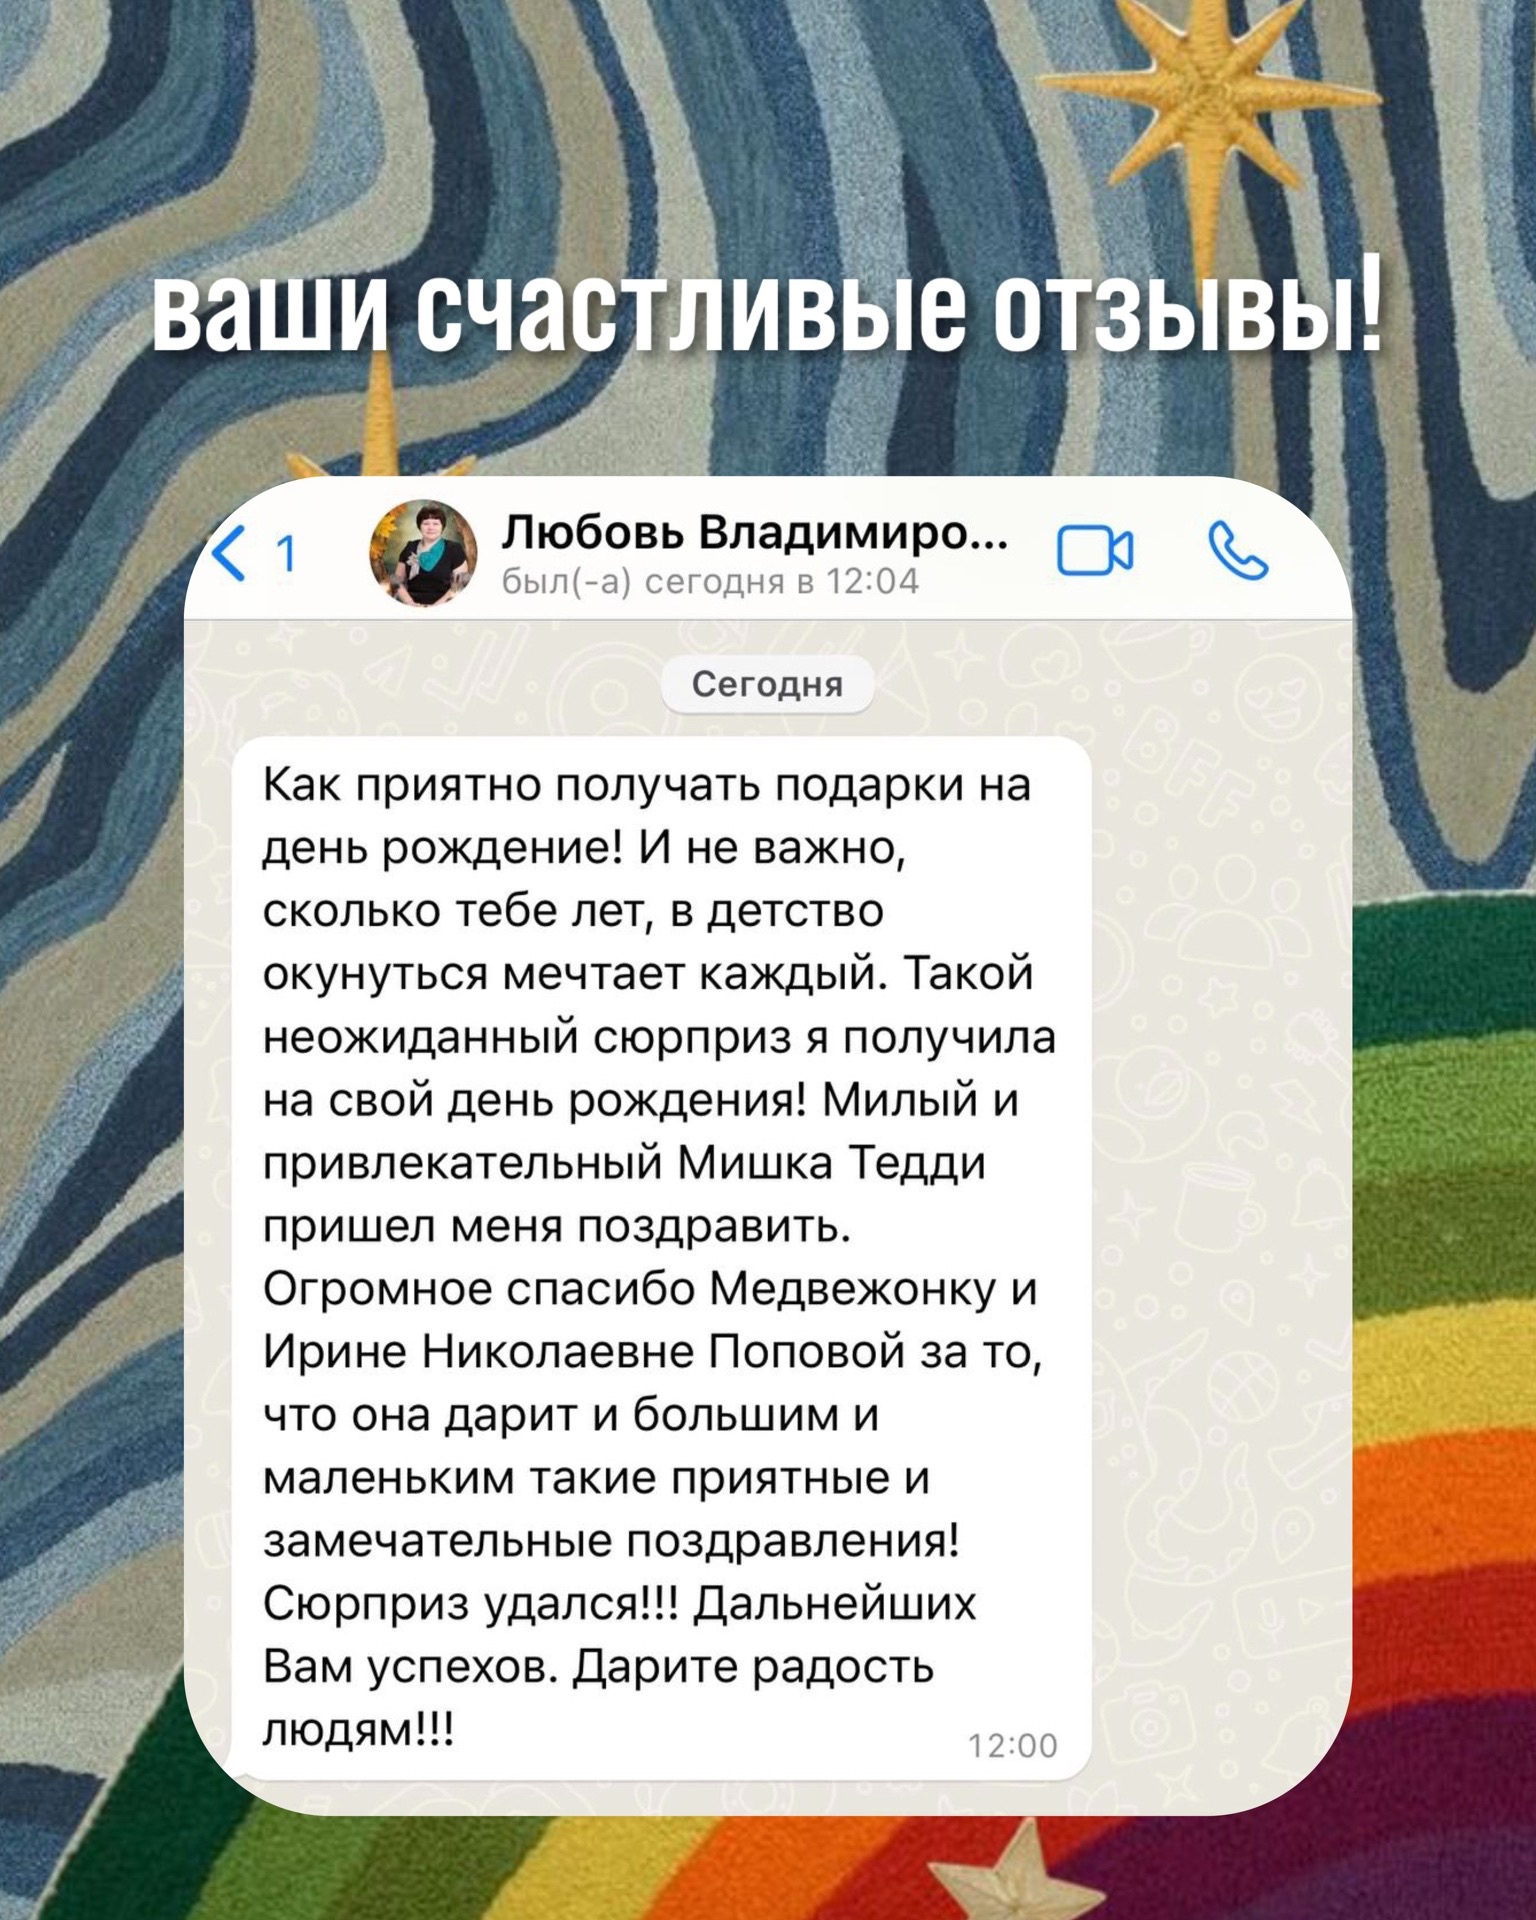 ваши счастливые отзывы!
1
Любовь Владимиро...
был(-а) сегодня в 12:04
Сегодня
Как приятно получать подарки на
день рождение! И не важно,
сколько тебе лет, в детство
окунуться мечтает каждый. Такой
неожиданный сюрприз я получила
на свой день рождения! Милый и
привлекательный Мишка Тедди
пришел меня поздравить.
Огромное спасибо Медвежонку и
Ирине Николаевне Поповой за то,
что она дарит и большим и
маленьким такие приятные и
замечательные поздравления!
Сюрприз удался!!! Дальнейших
Вам успехов. Дарите радость
людям!!!
12:00
BFF